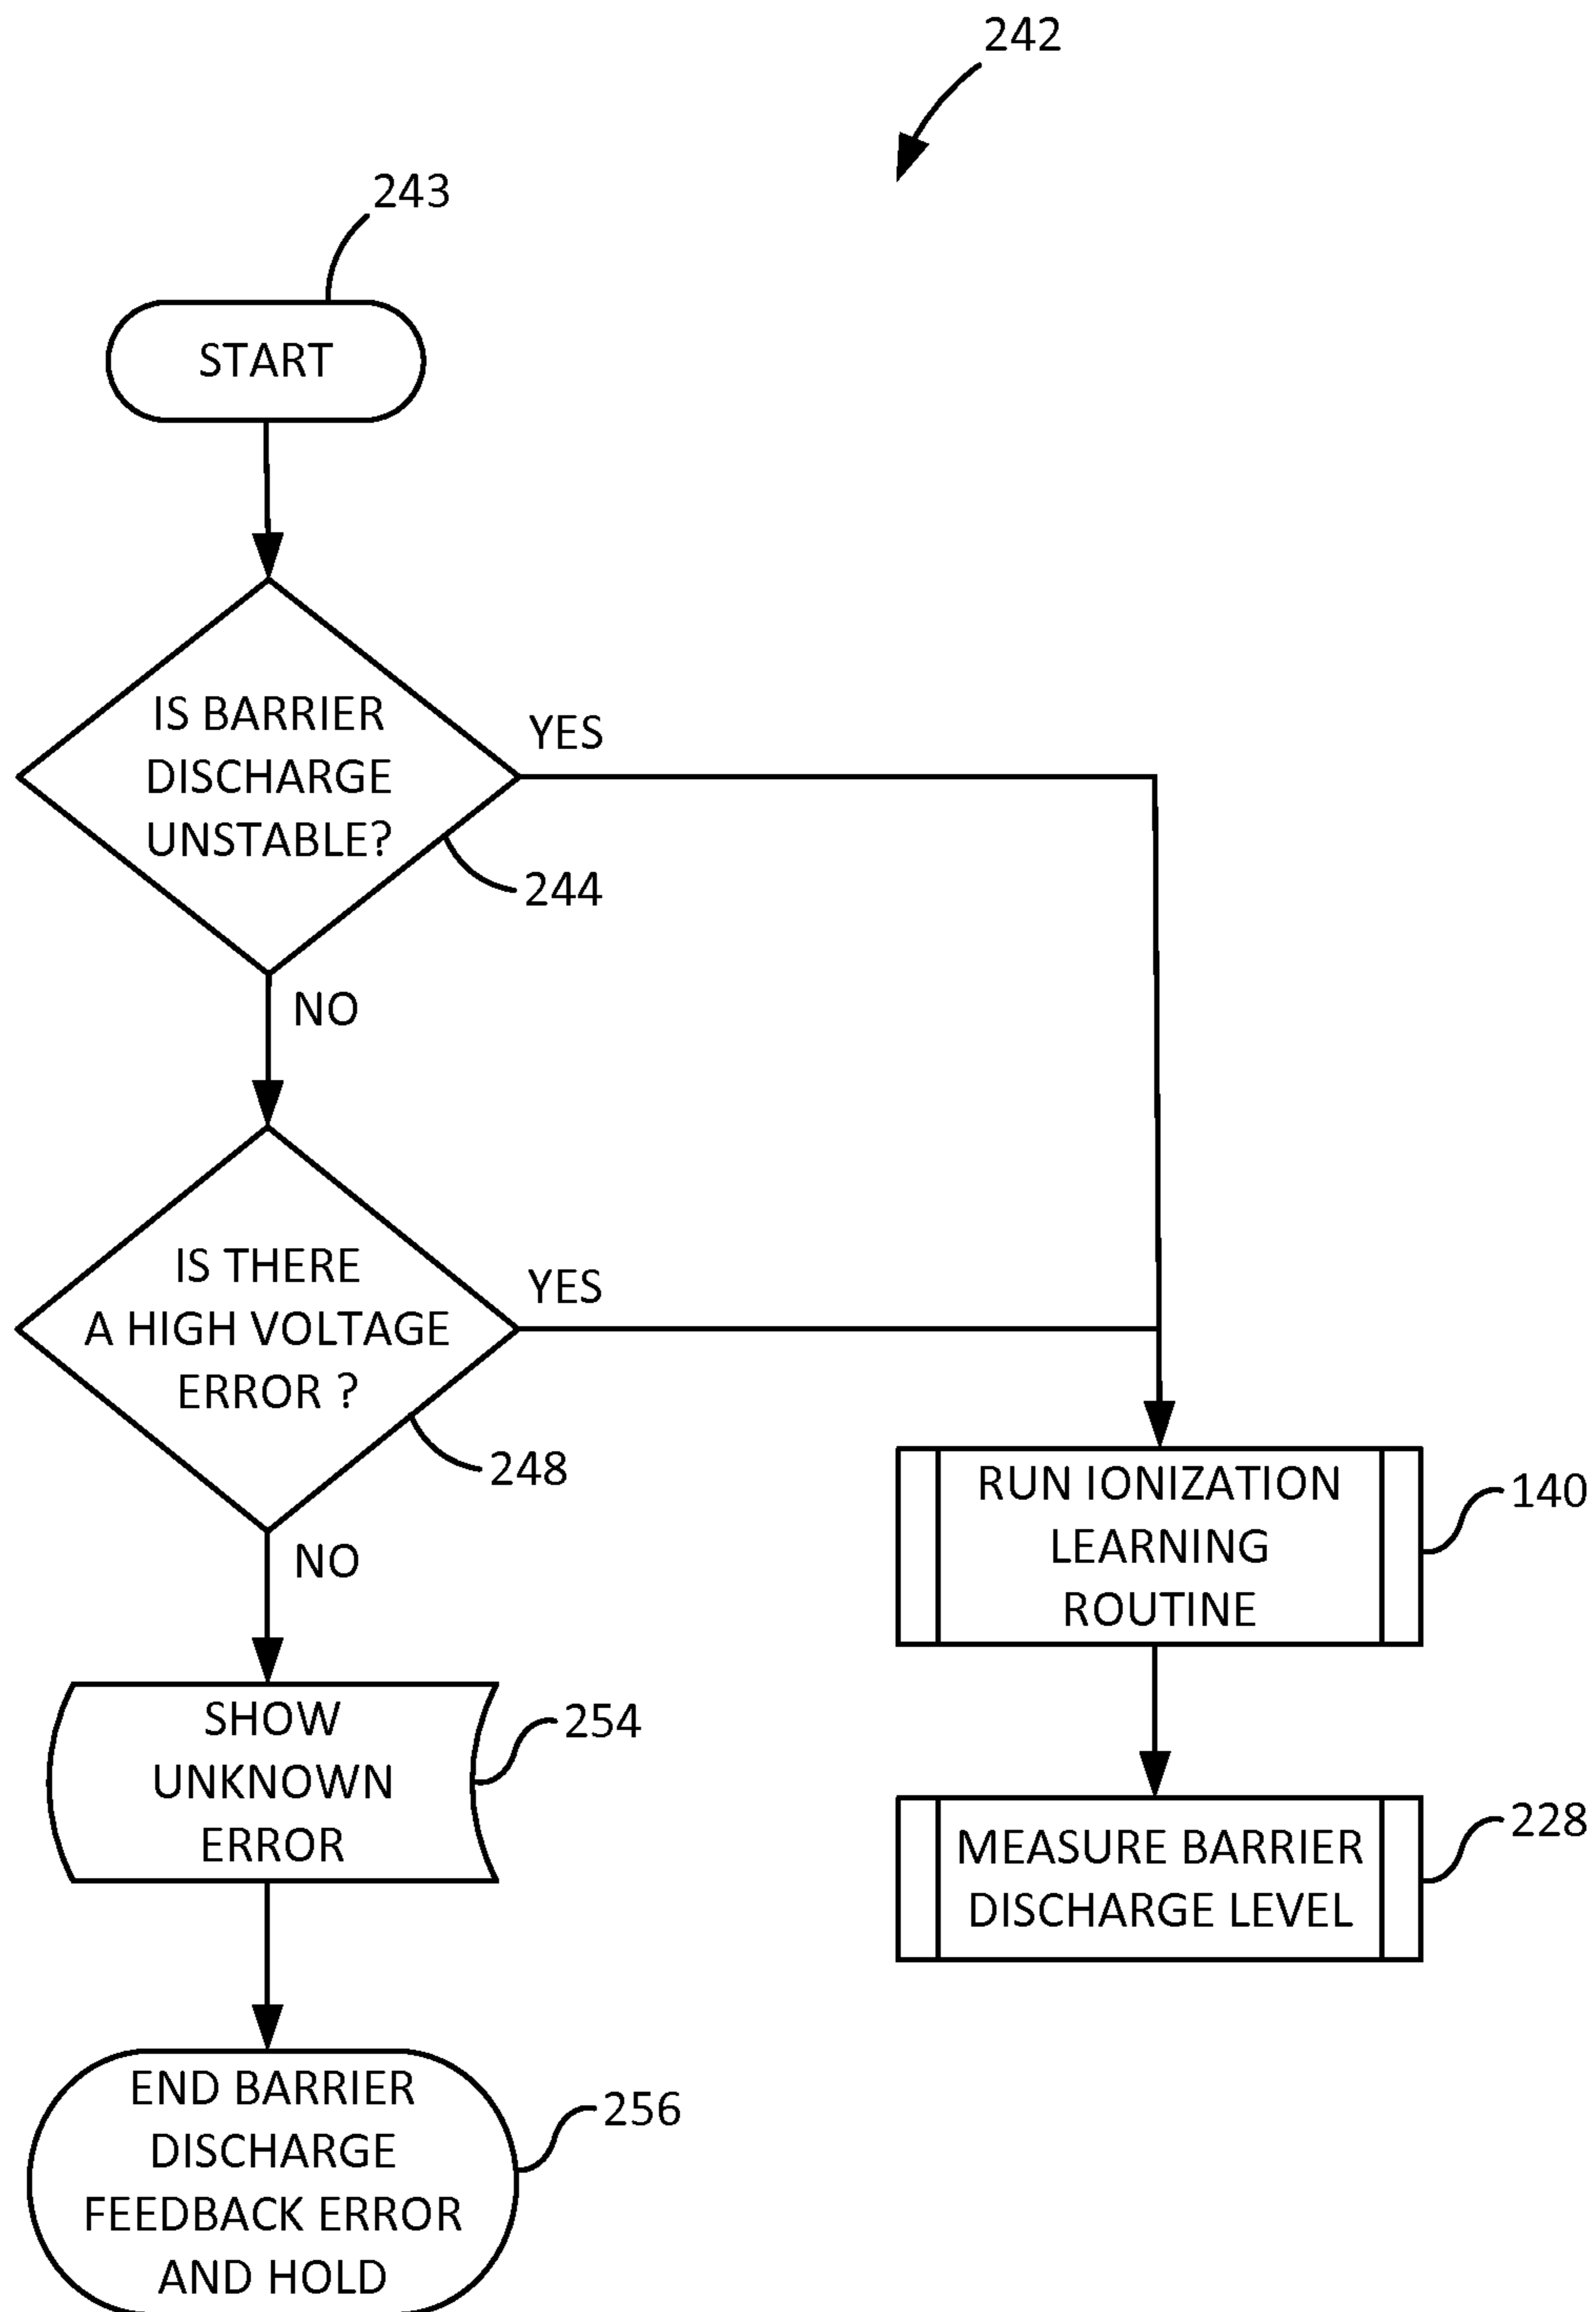 242
243
START
IS BARRIER
DISCHARGE
UNSTABLE?
YES
244
NO
IS THERE
A HIGH VOLTAGE
ERROR ?
YES
248
NO
RUN IONIZATION
LEARNING
ROUTINE
140
SHOW
UNKNOWN
ERROR
254
MEASURE BARRIER
DISCHARGE LEVEL
228
END BARRIER
DISCHARGE
FEEDBACK ERROR
AND HOLD
256